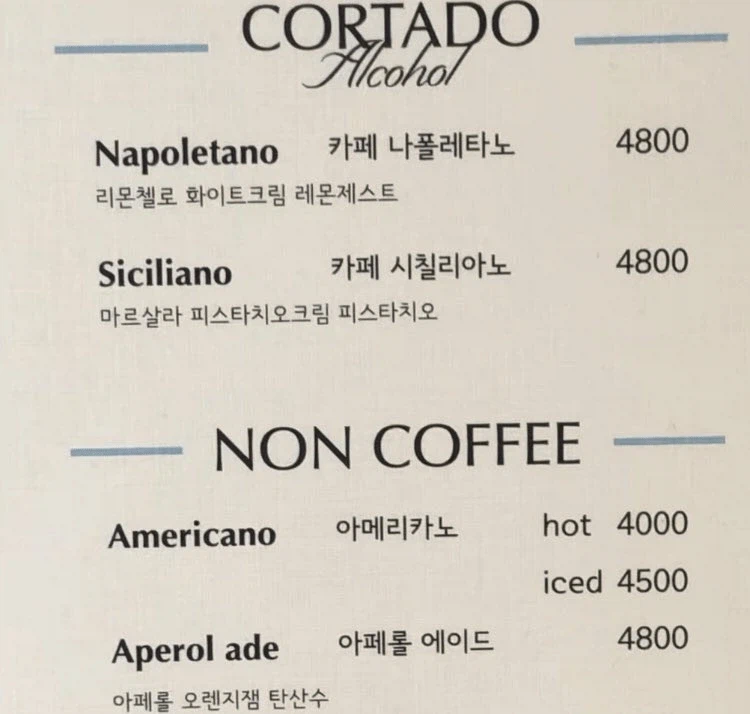 CORTADO
Alcohol
Napoletano 카페 나폴레타노 4800
리몬첼로 화이트크림 레몬제스트
Siciliano 카페 시칠리아노 4800
마르살라 피스타치오크림 피스타치오
NON COFFEE
Americano 아메리카노 hot 4000
iced 4500
Aperol ade 아페롤 에이드 4800
아페롤 오렌지잼 탄산수